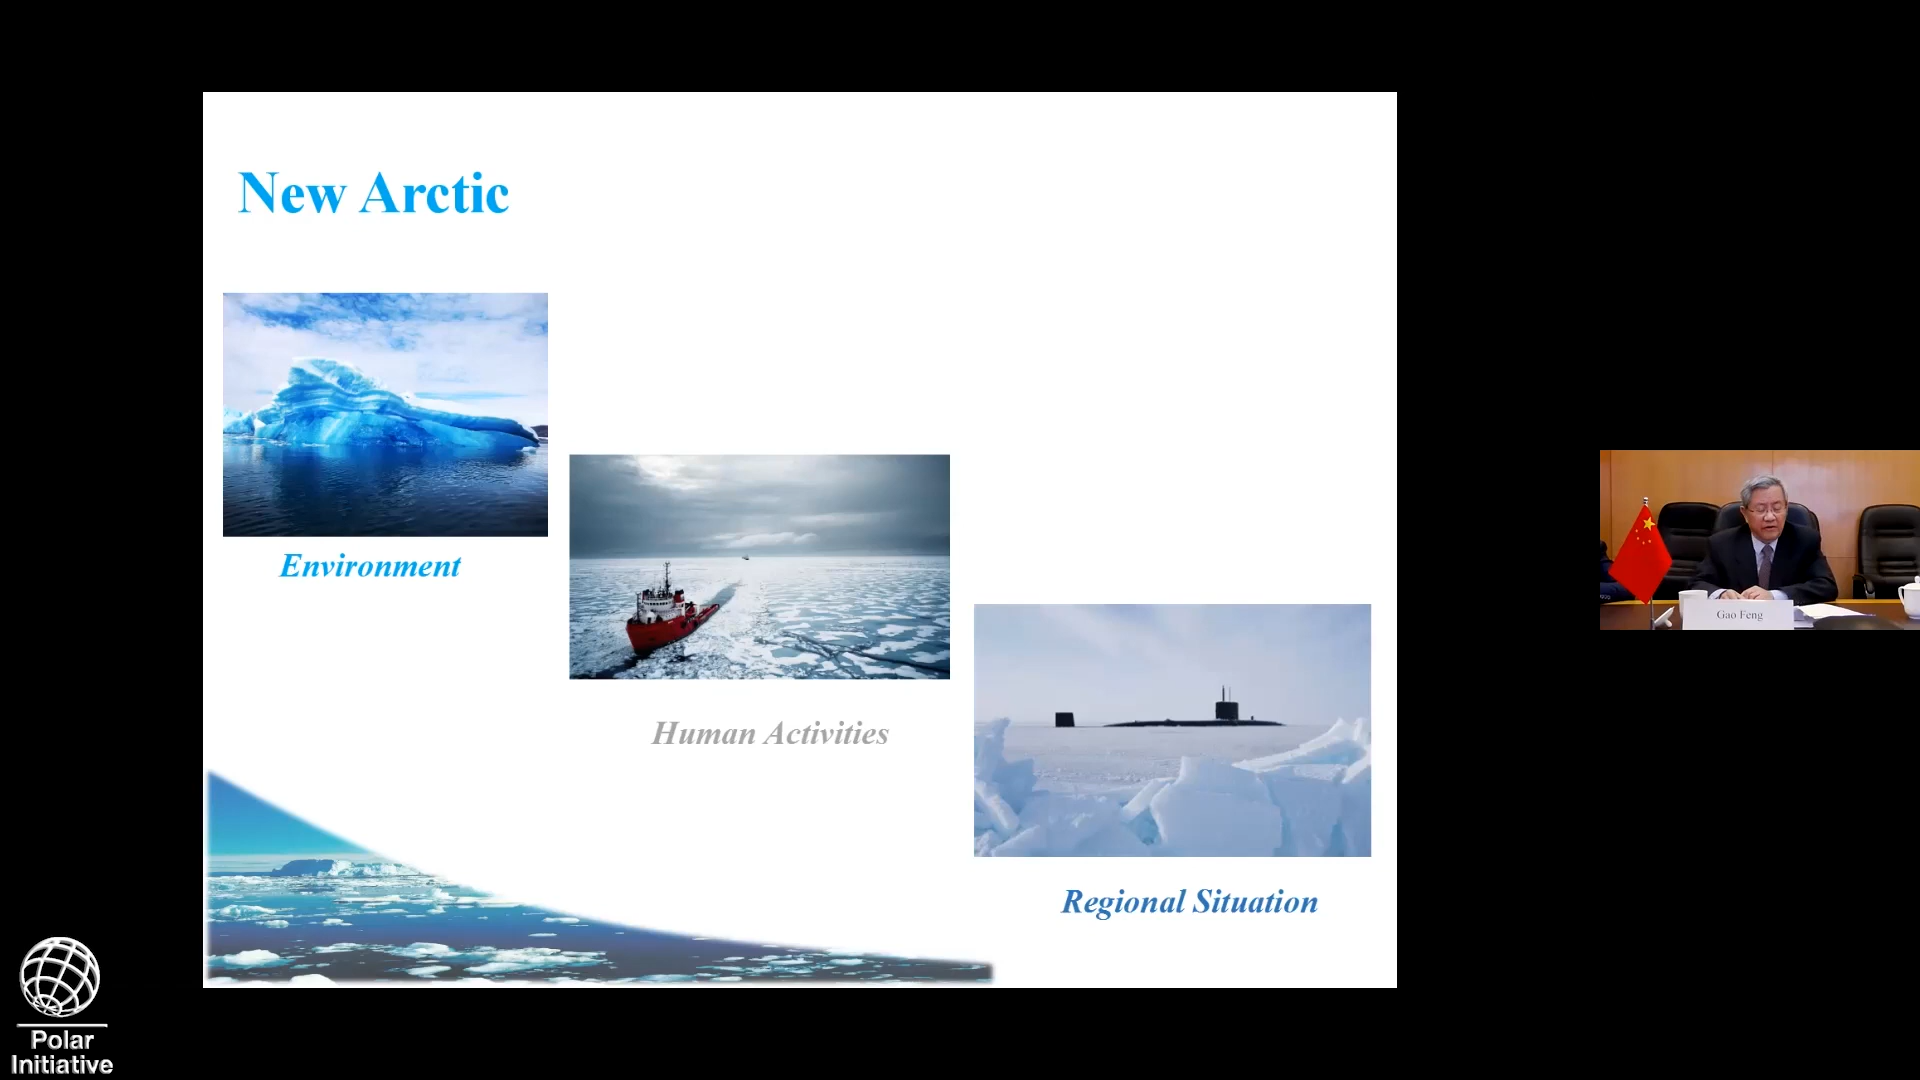 New Arctic
Environment
Human Activities
Regional Situation
Gao Feng
Polar
Initiative